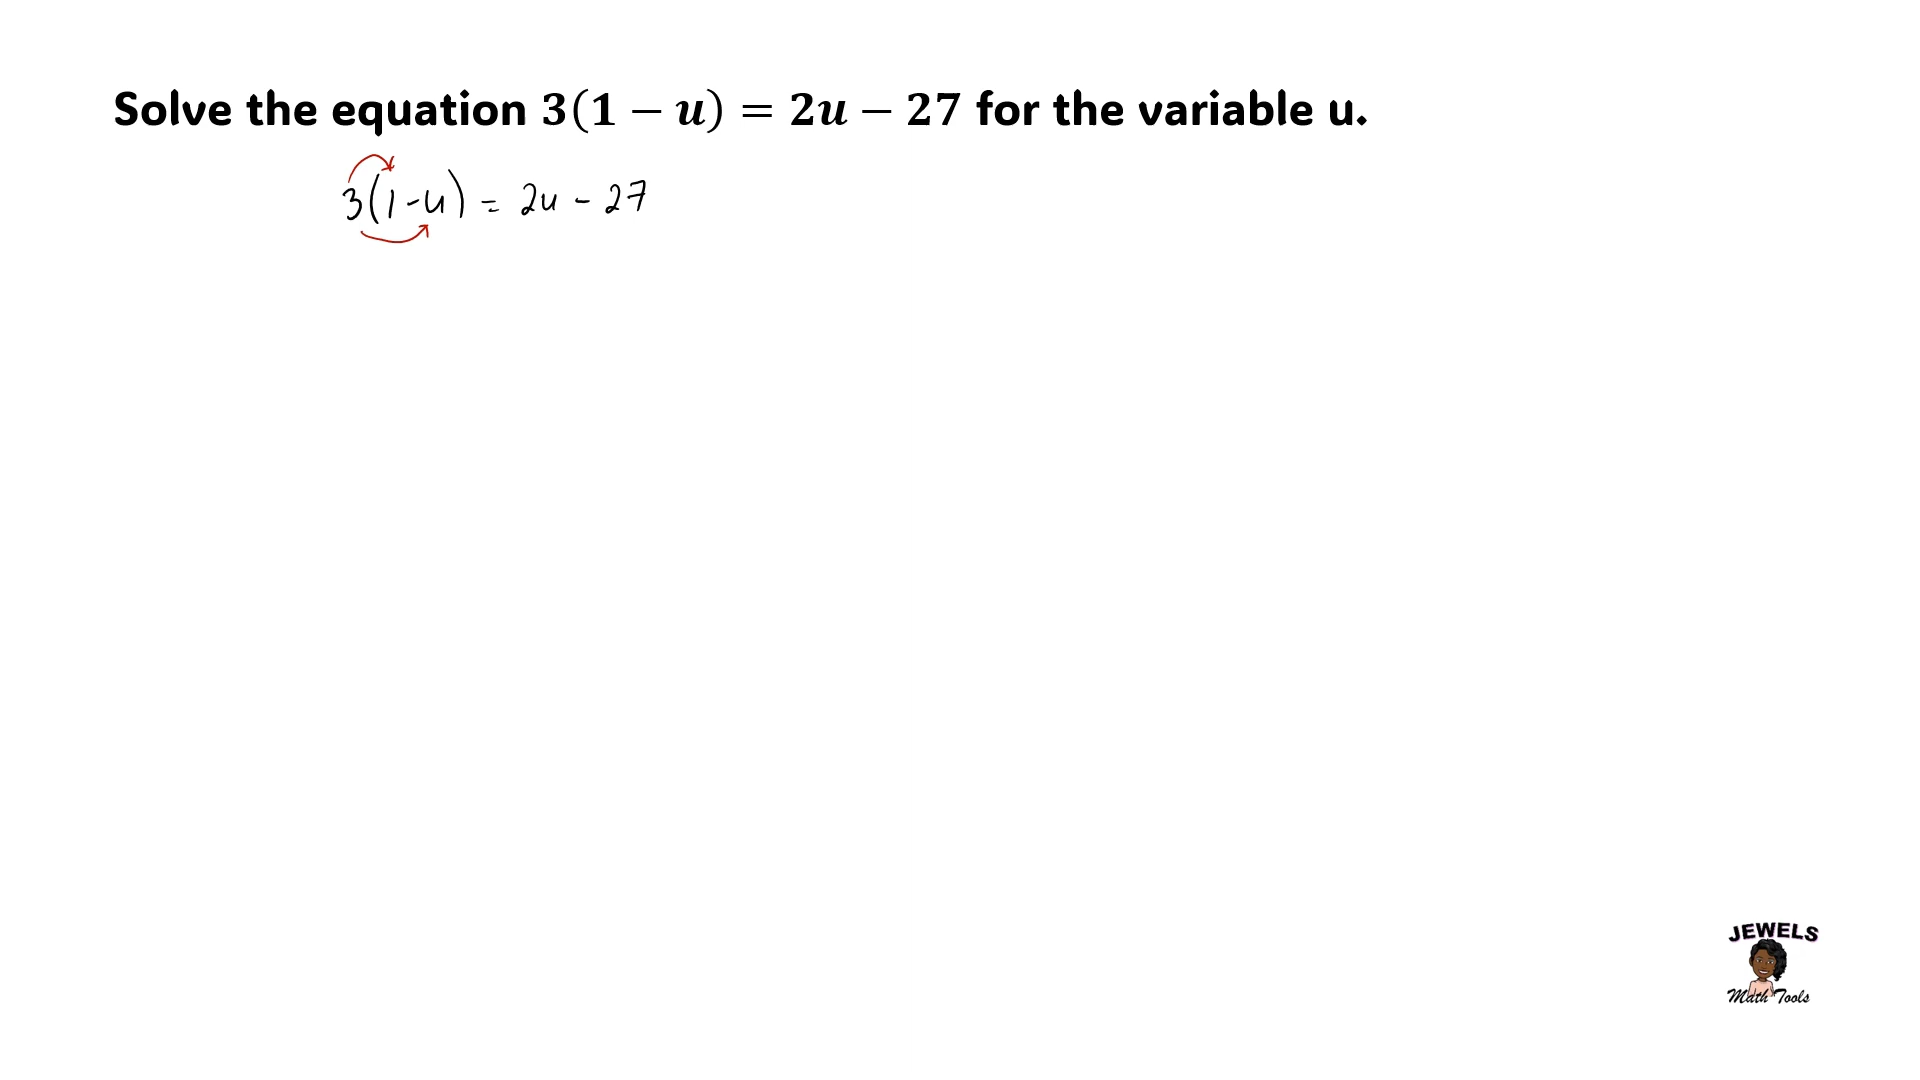 Solve the equation 3(1 − u) = 2u − 27 for the variable u.
3(1-u) = 2u - 27
JEWELS
Math Tools